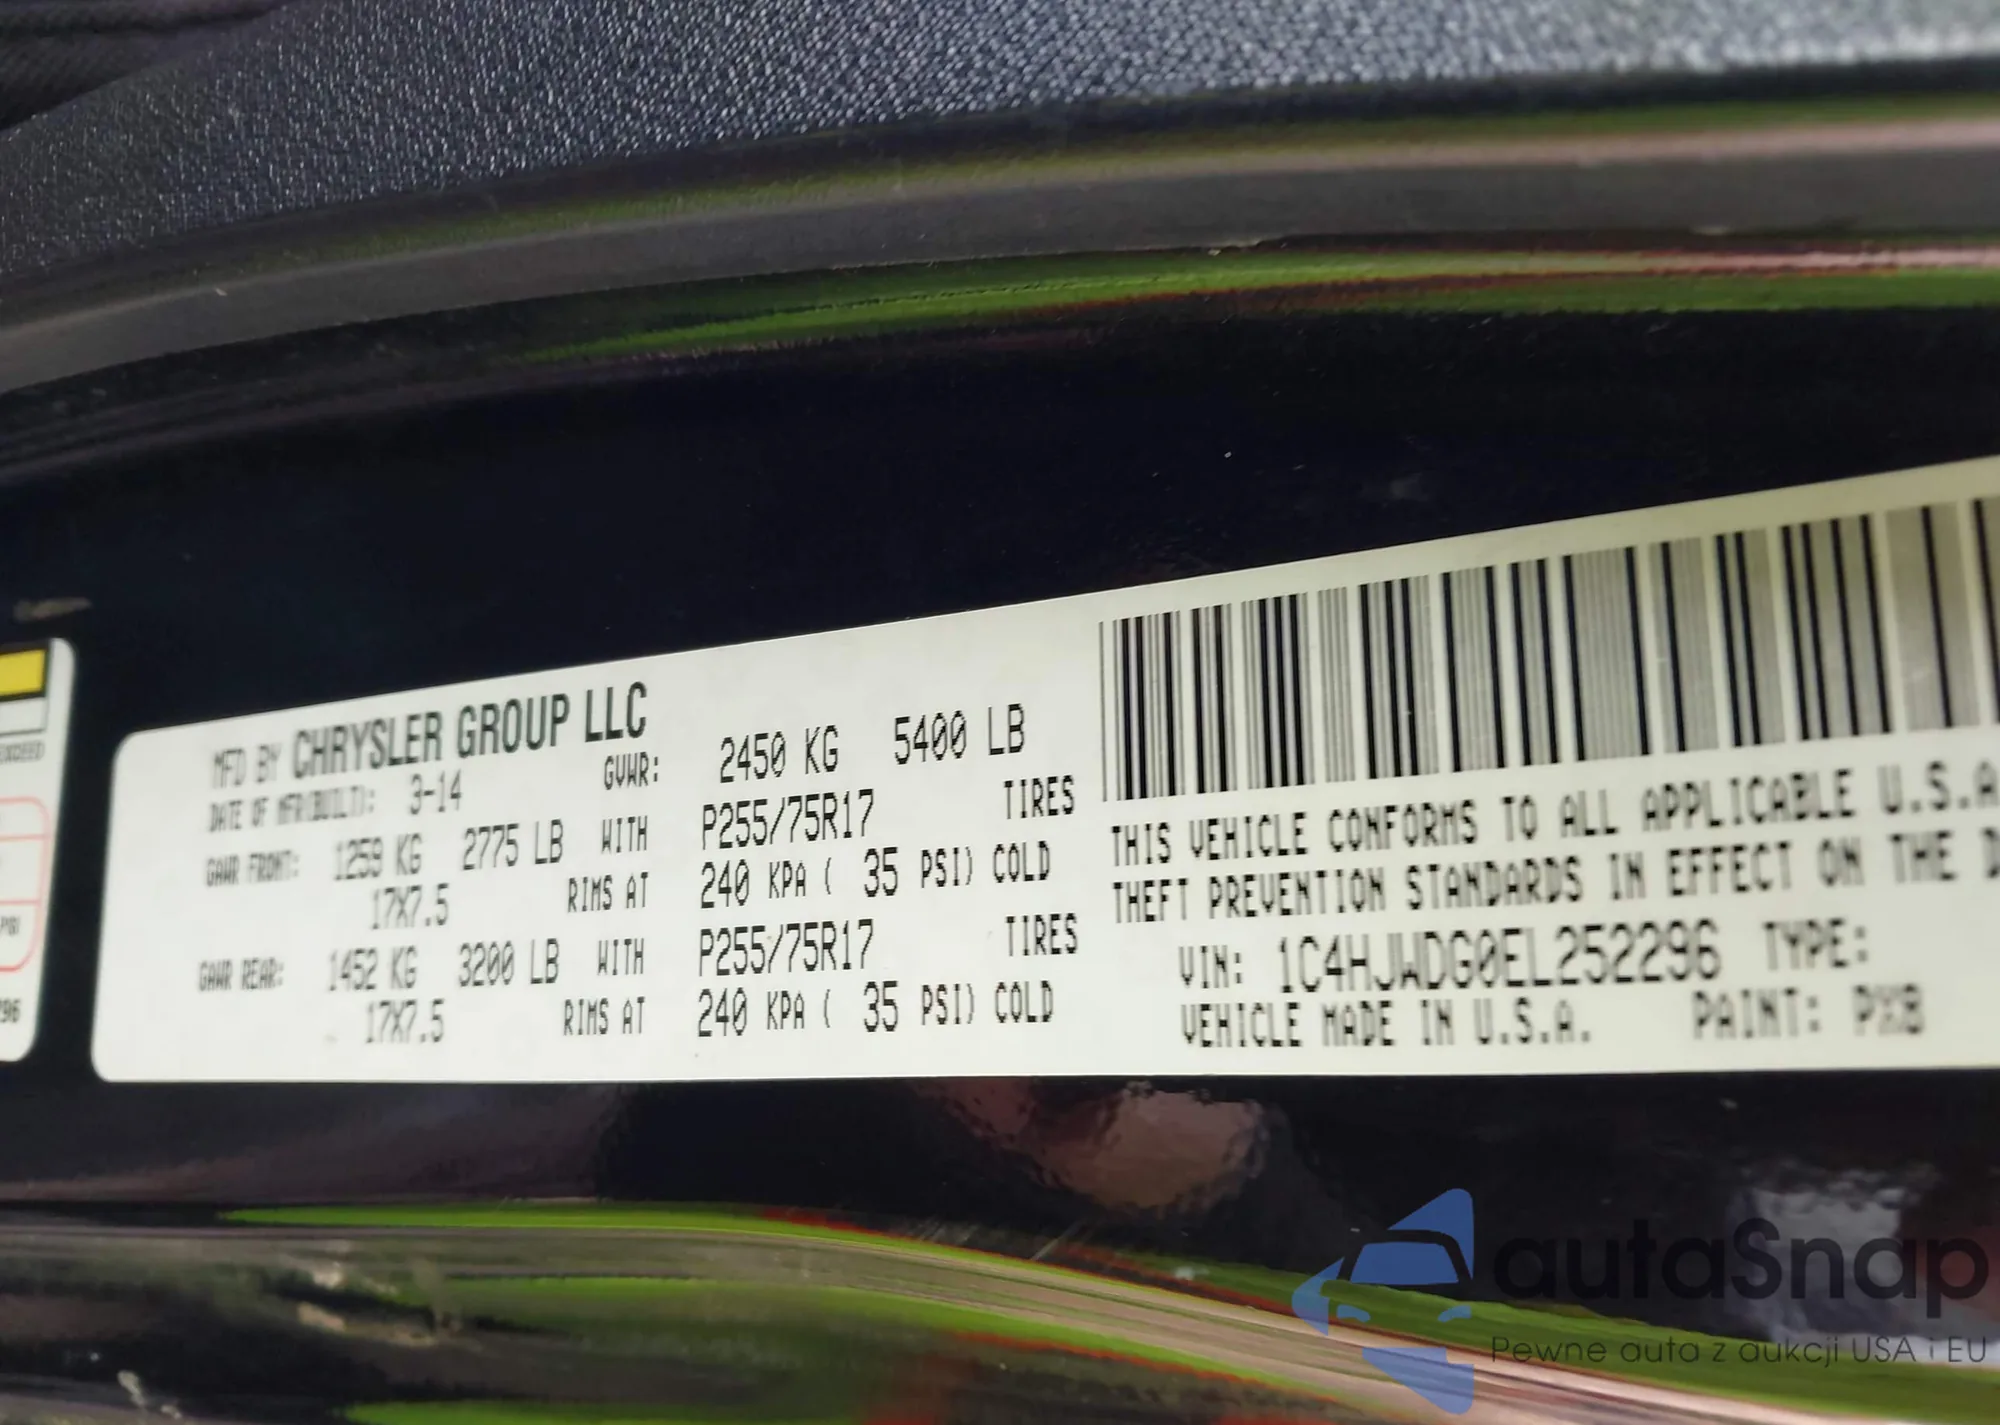 EXCEED
PSI
96
MFD BY CHRYSLER GROUP LLC
DATE OF MFR(BUILT): 3-14 GVWR: 2450 KG 5400 LB
GAWR FRONT: 1259 KG 2775 LB WITH P255/75R17 TIRES
17X7.5 RIMS AT 240 KPA ( 35 PSI) COLD
GAWR REAR: 1452 KG 3200 LB WITH P255/75R17 TIRES
17X7.5 RIMS AT 240 KPA ( 35 PSI) COLD
THIS VEHICLE CONFORMS TO ALL APPLICABLE U.S.A
THEFT PREVENTION STANDARDS IN EFFECT ON THE D
VIN: 1C4HJWDG0EL252296 TYPE:
VEHICLE MADE IN U.S.A. PAINT: PX8
autaSnap
Pewne auta z aukcji USA i EU